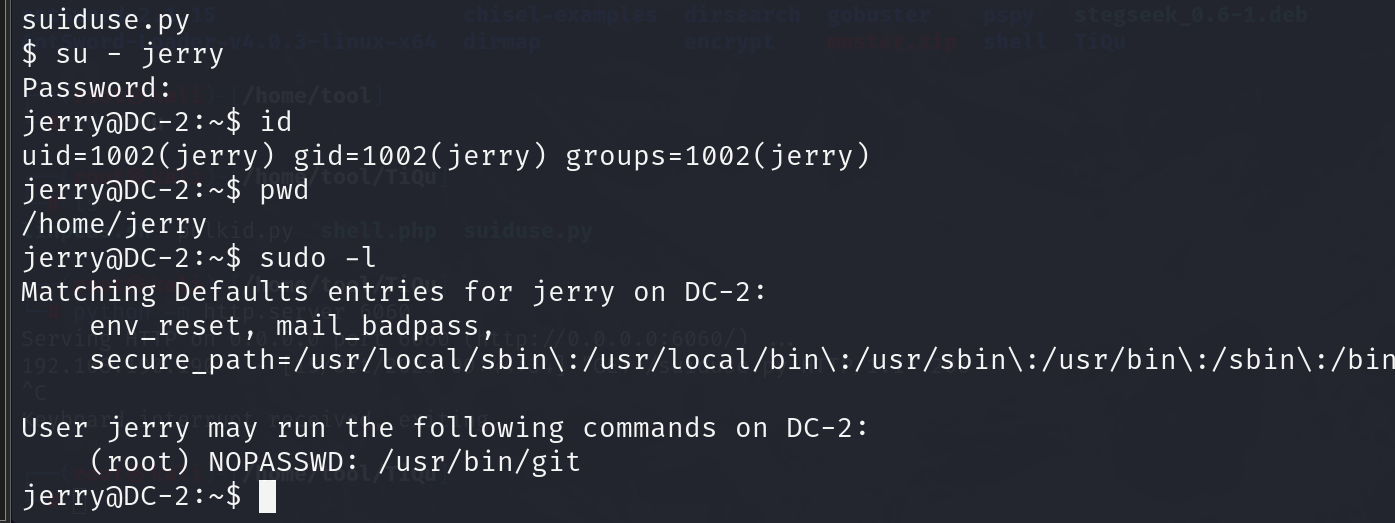 suiduse.py
$ su - jerry
Password:
jerry@DC-2:~$ id
uid=1002(jerry) gid=1002(jerry) groups=1002(jerry)
jerry@DC-2:~$ pwd
/home/jerry
jerry@DC-2:~$ sudo -l
Matching Defaults entries for jerry on DC-2:
    env_reset, mail_badpass,
    secure_path=/usr/local/sbin\:/usr/local/bin\:/usr/sbin\:/usr/bin\:/sbin\:/bin

User jerry may run the following commands on DC-2:
    (root) NOPASSWD: /usr/bin/git
jerry@DC-2:~$